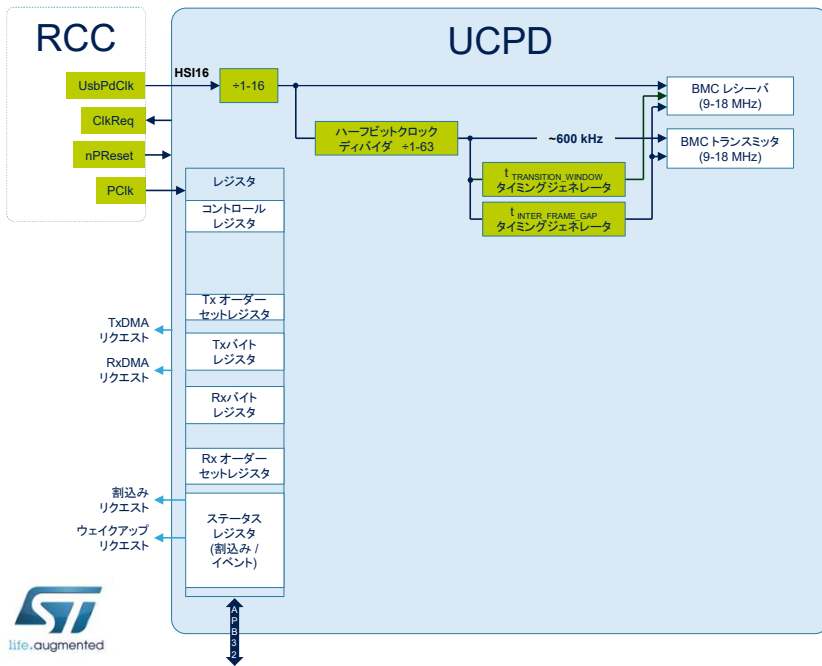 RCC
UCPD
UsbPdClk
HSI16
÷1-16
ClkReq
nPReset
PClk
ハーフビットクロック
ディバイダ ÷1-63
~600 kHz
BMC レシーバ
(9-18 MHz)
BMC トランスミッタ
(9-18 MHz)
t TRANSITION_WINDOW
タイミングジェネレータ
t INTER_FRAME_GAP
タイミングジェネレータ
レジスタ
コントロール
レジスタ
Tx オーダー
セットレジスタ
TxDMA
リクエスト
Txバイト
レジスタ
RxDMA
リクエスト
Rxバイト
レジスタ
Rx オーダー
セットレジスタ
割込み
リクエスト
ウェイクアップ
リクエスト
ステータス
レジスタ
(割込み /
イベント)
APB32
ST
life.augmented